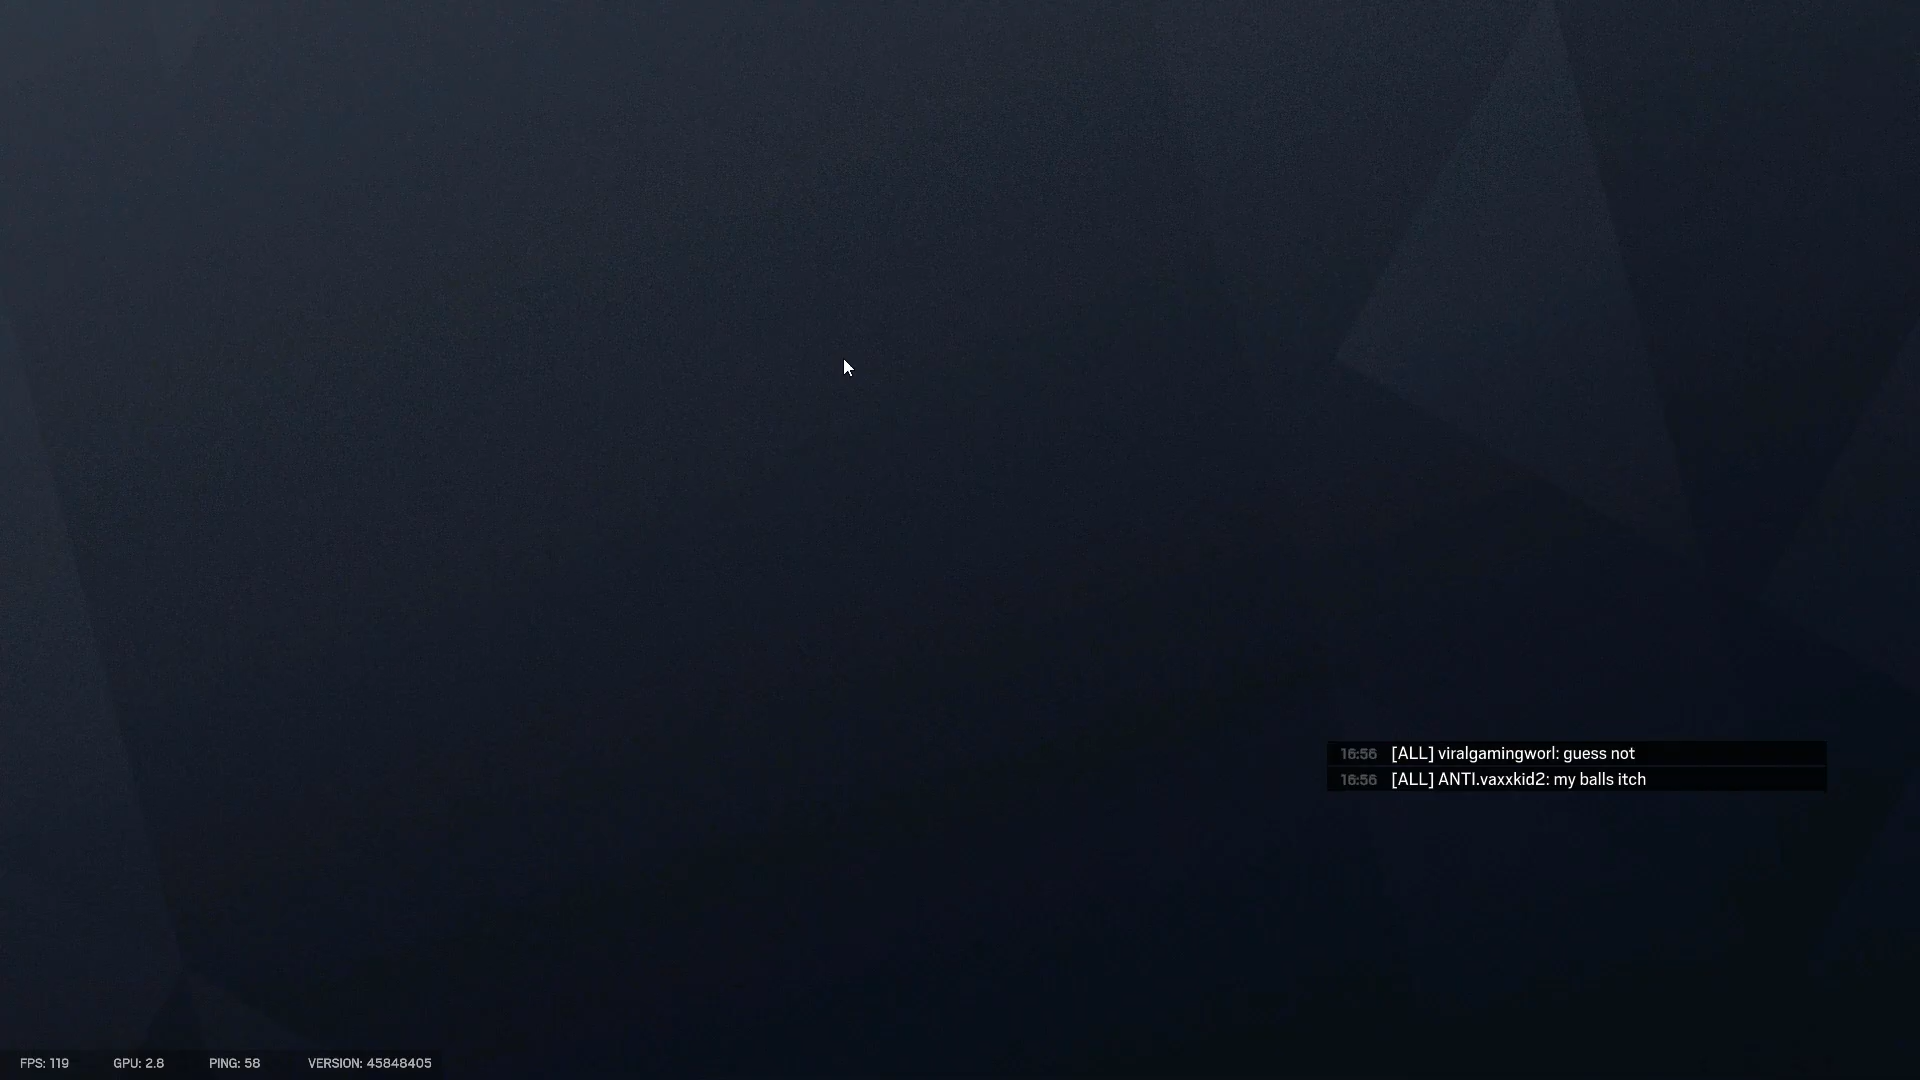 16:56 [ALL] viralgamingworl: guess not
16:56 [ALL] ANTI.vaxxkid2: my balls itch
FPS: 119 GPU: 2.8 PING: 58 VERSION: 45848405